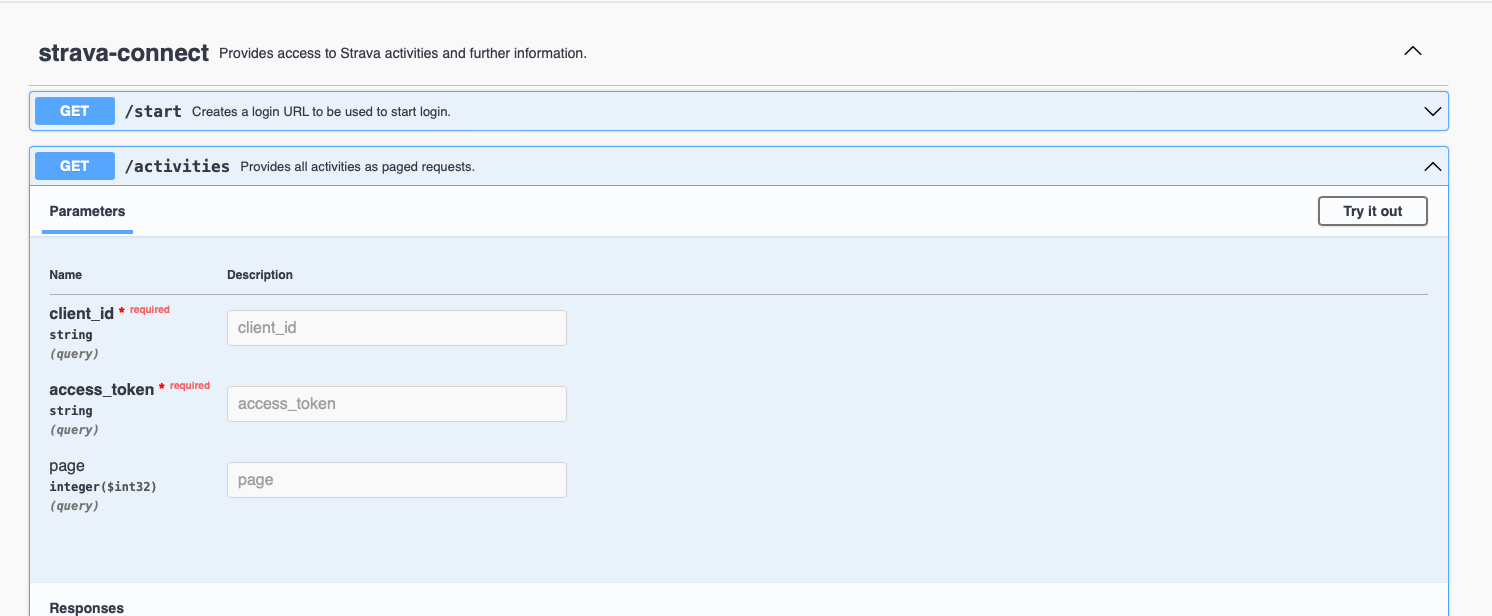 strava-connect Provides access to Strava activities and further information.
GET /start Creates a login URL to be used to start login.
GET /activities Provides all activities as paged requests.
Parameters Try it out
Name Description
client_id * required
string
(query)
client_id
access_token * required
string
(query)
access_token
page
integer($int32)
(query)
page
Responses